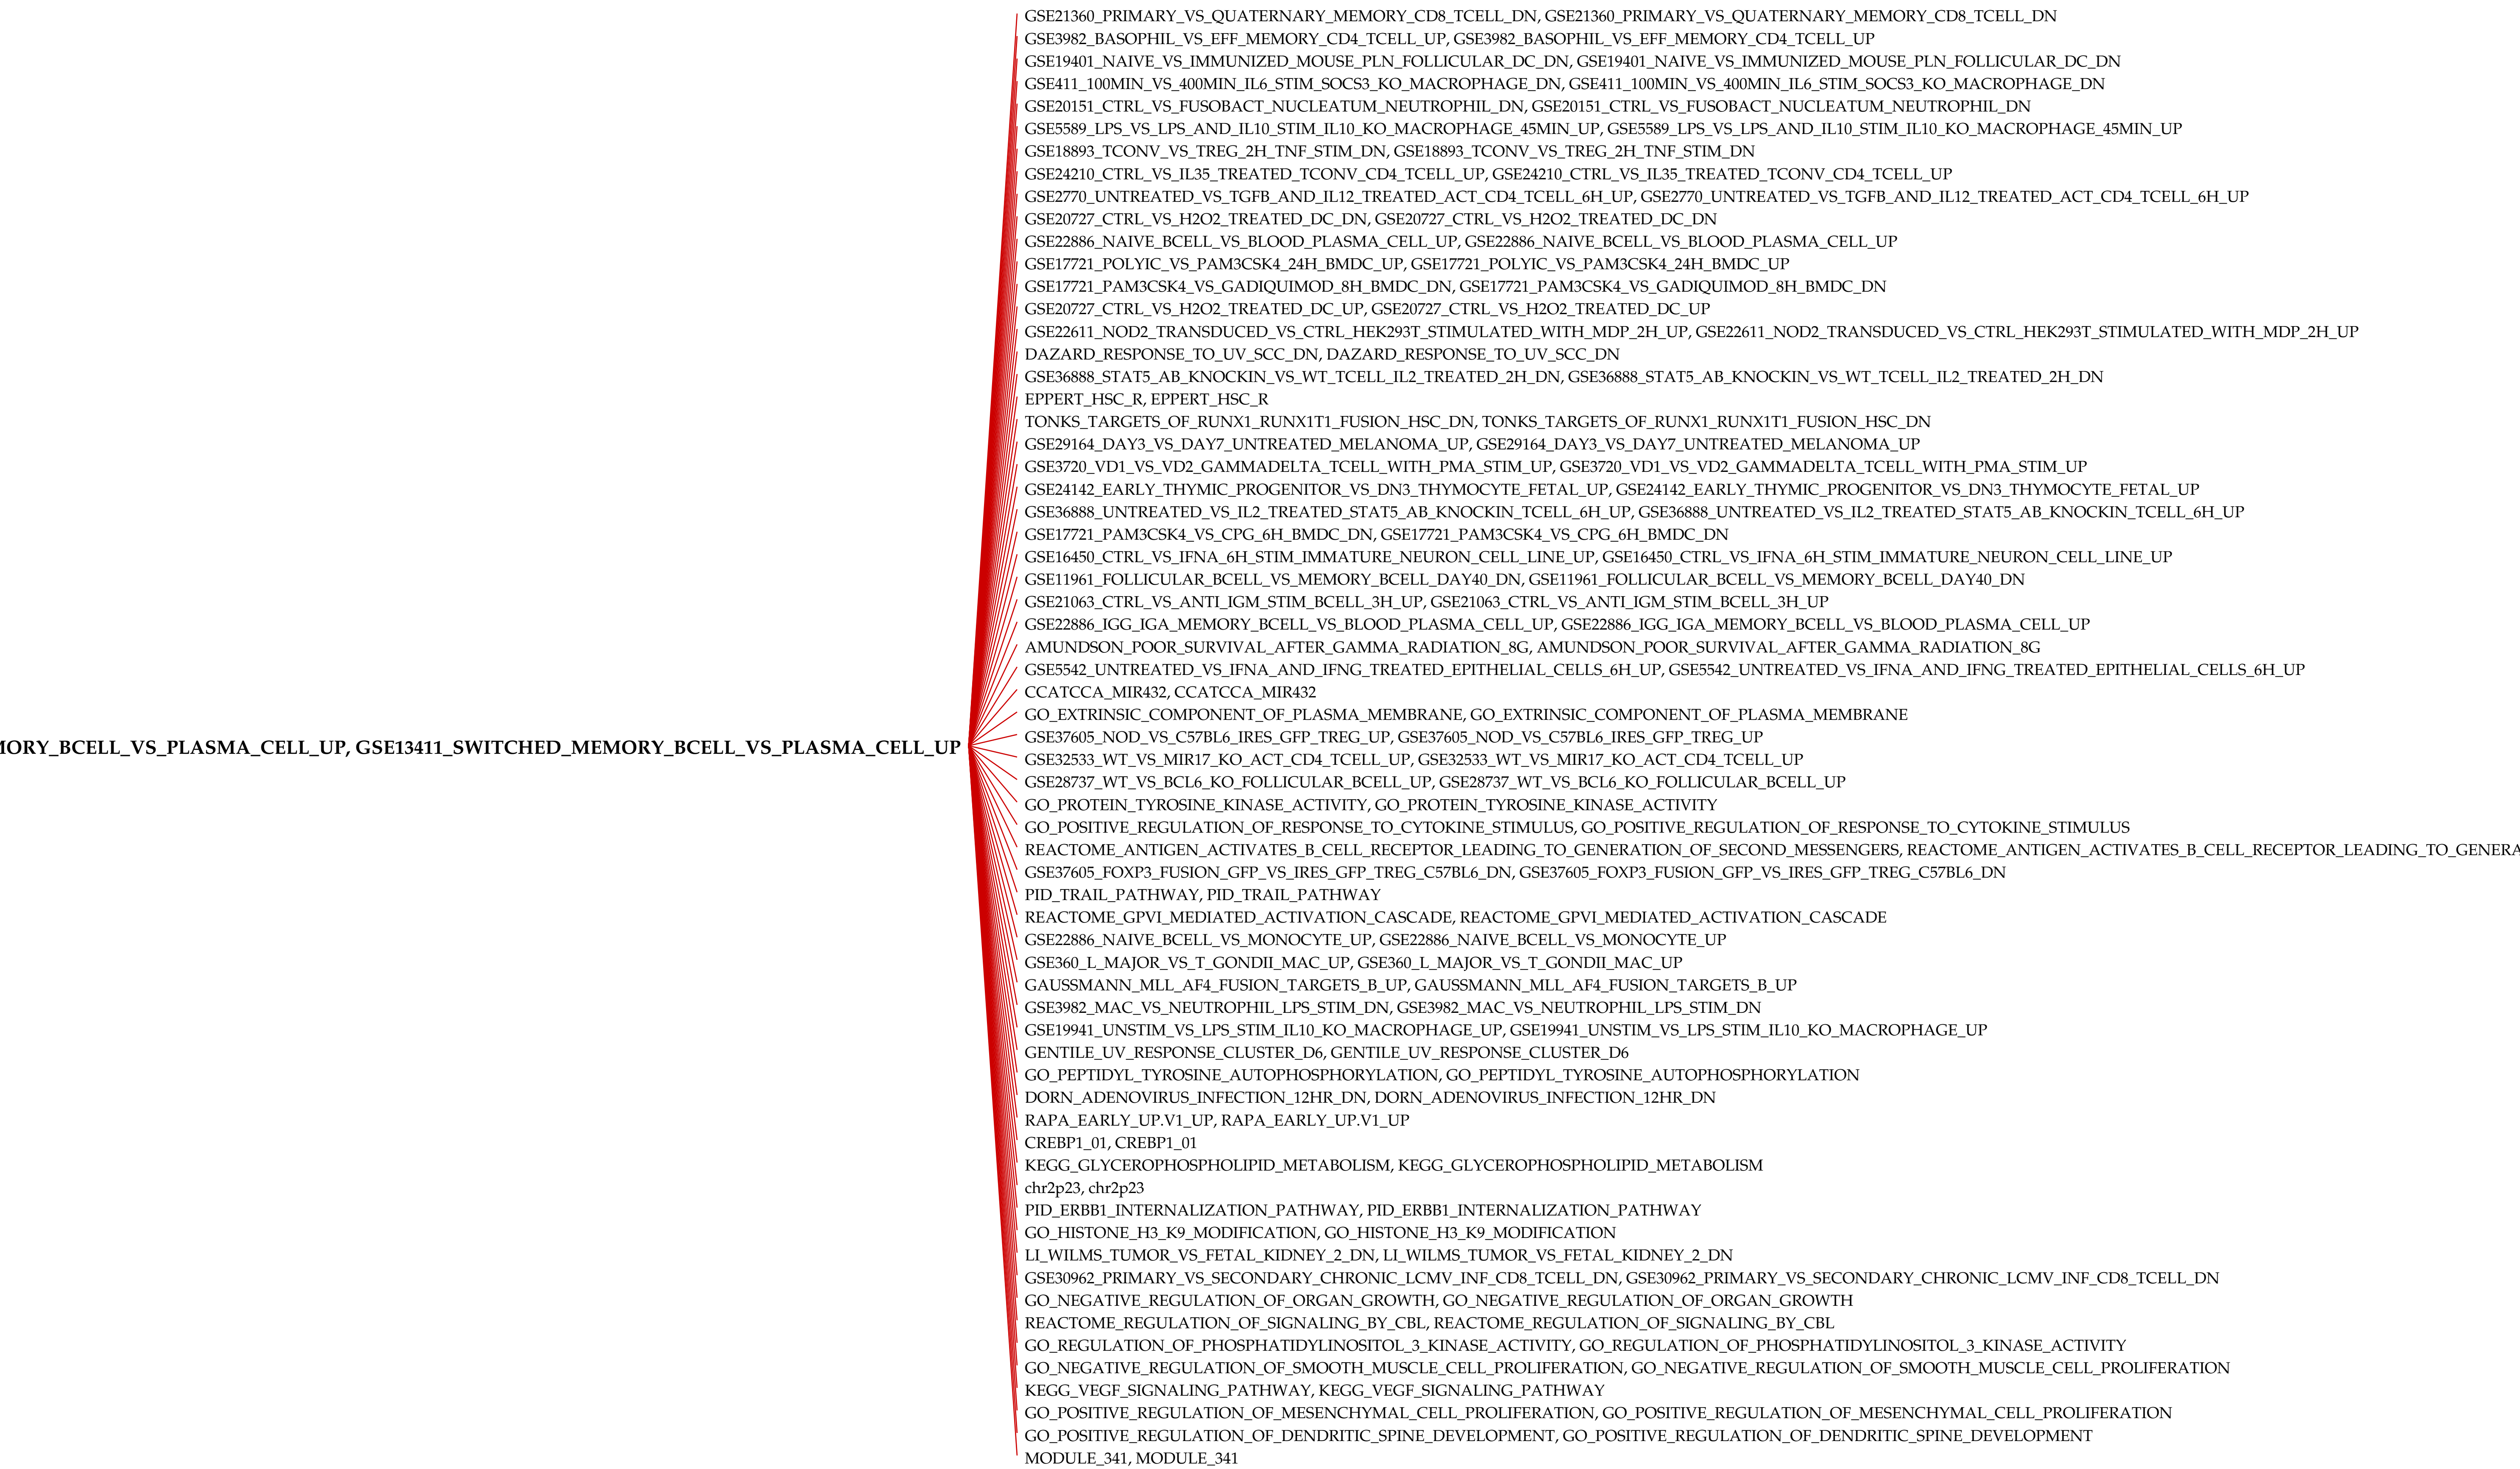 GSE21360_PRIMARY_VS_QUATERNARY_MEMORY_CD8_TCELL_DN, GSE21360_PRIMARY_VS_QUATERNARY_MEMORY_CD8_TCELL_DN
GSE3982_BASOPHIL_VS_EFF_MEMORY_CD4_TCELL_UP, GSE3982_BASOPHIL_VS_EFF_MEMORY_CD4_TCELL_UP
GSE19401_NAIVE_VS_IMMUNIZED_MOUSE_PLN_FOLLICULAR_DC_DN, GSE19401_NAIVE_VS_IMMUNIZED_MOUSE_PLN_FOLLICULAR_DC_DN
GSE411_100MIN_VS_400MIN_IL6_STIM_SOCS3_KO_MACROPHAGE_DN, GSE411_100MIN_VS_400MIN_IL6_STIM_SOCS3_KO_MACROPHAGE_DN
GSE20151_CTRL_VS_FUSOBACT_NUCLEATUM_NEUTROPHIL_DN, GSE20151_CTRL_VS_FUSOBACT_NUCLEATUM_NEUTROPHIL_DN
GSE5589_LPS_VS_LPS_AND_IL10_STIM_IL10_KO_MACROPHAGE_45MIN_UP, GSE5589_LPS_VS_LPS_AND_IL10_STIM_IL10_KO_MACROPHAGE_45MIN_UP
GSE18893_TCONV_VS_TREG_2H_TNF_STIM_DN, GSE18893_TCONV_VS_TREG_2H_TNF_STIM_DN
GSE24210_CTRL_VS_IL35_TREATED_TCONV_CD4_TCELL_UP, GSE24210_CTRL_VS_IL35_TREATED_TCONV_CD4_TCELL_UP
GSE2770_UNTREATED_VS_TGFB_AND_IL12_TREATED_ACT_CD4_TCELL_6H_UP, GSE2770_UNTREATED_VS_TGFB_AND_IL12_TREATED_ACT_CD4_TCELL_6H_UP
GSE20727_CTRL_VS_H2O2_TREATED_DC_DN, GSE20727_CTRL_VS_H2O2_TREATED_DC_DN
GSE22886_NAIVE_BCELL_VS_BLOOD_PLASMA_CELL_UP, GSE22886_NAIVE_BCELL_VS_BLOOD_PLASMA_CELL_UP
GSE17721_POLYIC_VS_PAM3CSK4_24H_BMDC_UP, GSE17721_POLYIC_VS_PAM3CSK4_24H_BMDC_UP
GSE17721_PAM3CSK4_VS_GADIQUIMOD_8H_BMDC_DN, GSE17721_PAM3CSK4_VS_GADIQUIMOD_8H_BMDC_DN
GSE20727_CTRL_VS_H2O2_TREATED_DC_UP, GSE20727_CTRL_VS_H2O2_TREATED_DC_UP
GSE22611_NOD2_TRANSDUCED_VS_CTRL_HEK293T_STIMULATED_WITH_MDP_2H_UP, GSE22611_NOD2_TRANSDUCED_VS_CTRL_HEK293T_STIMULATED_WITH_MDP_2H_UP
DAZARD_RESPONSE_TO_UV_SCC_DN, DAZARD_RESPONSE_TO_UV_SCC_DN
GSE36888_STAT5_AB_KNOCKIN_VS_WT_TCELL_IL2_TREATED_2H_DN, GSE36888_STAT5_AB_KNOCKIN_VS_WT_TCELL_IL2_TREATED_2H_DN
EPPERT_HSC_R, EPPERT_HSC_R
TONKS_TARGETS_OF_RUNX1_RUNX1T1_FUSION_HSC_DN, TONKS_TARGETS_OF_RUNX1_RUNX1T1_FUSION_HSC_DN
GSE29164_DAY3_VS_DAY7_UNTREATED_MELANOMA_UP, GSE29164_DAY3_VS_DAY7_UNTREATED_MELANOMA_UP
GSE3720_VD1_VS_VD2_GAMMADELTA_TCELL_WITH_PMA_STIM_UP, GSE3720_VD1_VS_VD2_GAMMADELTA_TCELL_WITH_PMA_STIM_UP
GSE24142_EARLY_THYMIC_PROGENITOR_VS_DN3_THYMOCYTE_FETAL_UP, GSE24142_EARLY_THYMIC_PROGENITOR_VS_DN3_THYMOCYTE_FETAL_UP
GSE36888_UNTREATED_VS_IL2_TREATED_STAT5_AB_KNOCKIN_TCELL_6H_UP, GSE36888_UNTREATED_VS_IL2_TREATED_STAT5_AB_KNOCKIN_TCELL_6H_UP
GSE17721_PAM3CSK4_VS_CPG_6H_BMDC_DN, GSE17721_PAM3CSK4_VS_CPG_6H_BMDC_DN
GSE16450_CTRL_VS_IFNA_6H_STIM_IMMATURE_NEURON_CELL_LINE_UP, GSE16450_CTRL_VS_IFNA_6H_STIM_IMMATURE_NEURON_CELL_LINE_UP
GSE11961_FOLLICULAR_BCELL_VS_MEMORY_BCELL_DAY40_DN, GSE11961_FOLLICULAR_BCELL_VS_MEMORY_BCELL_DAY40_DN
GSE21063_CTRL_VS_ANTI_IGM_STIM_BCELL_3H_UP, GSE21063_CTRL_VS_ANTI_IGM_STIM_BCELL_3H_UP
GSE22886_IGG_IGA_MEMORY_BCELL_VS_BLOOD_PLASMA_CELL_UP, GSE22886_IGG_IGA_MEMORY_BCELL_VS_BLOOD_PLASMA_CELL_UP
AMUNDSON_POOR_SURVIVAL_AFTER_GAMMA_RADIATION_8G, AMUNDSON_POOR_SURVIVAL_AFTER_GAMMA_RADIATION_8G
GSE5542_UNTREATED_VS_IFNA_AND_IFNG_TREATED_EPITHELIAL_CELLS_6H_UP, GSE5542_UNTREATED_VS_IFNA_AND_IFNG_TREATED_EPITHELIAL_CELLS_6H_UP
CCATCCA_MIR432, CCATCCA_MIR432
GO_EXTRINSIC_COMPONENT_OF_PLASMA_MEMBRANE, GO_EXTRINSIC_COMPONENT_OF_PLASMA_MEMBRANE
GSE37605_NOD_VS_C57BL6_IRES_GFP_TREG_UP, GSE37605_NOD_VS_C57BL6_IRES_GFP_TREG_UP
MORY_BCELL_VS_PLASMA_CELL_UP, GSE13411_SWITCHED_MEMORY_BCELL_VS_PLASMA_CELL_UP
GSE32533_WT_VS_MIR17_KO_ACT_CD4_TCELL_UP, GSE32533_WT_VS_MIR17_KO_ACT_CD4_TCELL_UP
GSE28737_WT_VS_BCL6_KO_FOLLICULAR_BCELL_UP, GSE28737_WT_VS_BCL6_KO_FOLLICULAR_BCELL_UP
GO_PROTEIN_TYROSINE_KINASE_ACTIVITY, GO_PROTEIN_TYROSINE_KINASE_ACTIVITY
GO_POSITIVE_REGULATION_OF_RESPONSE_TO_CYTOKINE_STIMULUS, GO_POSITIVE_REGULATION_OF_RESPONSE_TO_CYTOKINE_STIMULUS
REACTOME_ANTIGEN_ACTIVATES_B_CELL_RECEPTOR_LEADING_TO_GENERATION_OF_SECOND_MESSENGERS, REACTOME_ANTIGEN_ACTIVATES_B_CELL_RECEPTOR_LEADING_TO_GENERA
GSE37605_FOXP3_FUSION_GFP_VS_IRES_GFP_TREG_C57BL6_DN, GSE37605_FOXP3_FUSION_GFP_VS_IRES_GFP_TREG_C57BL6_DN
PID_TRAIL_PATHWAY, PID_TRAIL_PATHWAY
REACTOME_GPVI_MEDIATED_ACTIVATION_CASCADE, REACTOME_GPVI_MEDIATED_ACTIVATION_CASCADE
GSE22886_NAIVE_BCELL_VS_MONOCYTE_UP, GSE22886_NAIVE_BCELL_VS_MONOCYTE_UP
GSE360_L_MAJOR_VS_T_GONDII_MAC_UP, GSE360_L_MAJOR_VS_T_GONDII_MAC_UP
GAUSSMANN_MLL_AF4_FUSION_TARGETS_B_UP, GAUSSMANN_MLL_AF4_FUSION_TARGETS_B_UP
GSE3982_MAC_VS_NEUTROPHIL_LPS_STIM_DN, GSE3982_MAC_VS_NEUTROPHIL_LPS_STIM_DN
GSE19941_UNSTIM_VS_LPS_STIM_IL10_KO_MACROPHAGE_UP, GSE19941_UNSTIM_VS_LPS_STIM_IL10_KO_MACROPHAGE_UP
GENTILE_UV_RESPONSE_CLUSTER_D6, GENTILE_UV_RESPONSE_CLUSTER_D6
GO_PEPTIDYL_TYROSINE_AUTOPHOSPHORYLATION, GO_PEPTIDYL_TYROSINE_AUTOPHOSPHORYLATION
DORN_ADENOVIRUS_INFECTION_12HR_DN, DORN_ADENOVIRUS_INFECTION_12HR_DN
RAPA_EARLY_UP.V1_UP, RAPA_EARLY_UP.V1_UP
CREBP1_01, CREBP1_01
KEGG_GLYCEROPHOSPHOLIPID_METABOLISM, KEGG_GLYCEROPHOSPHOLIPID_METABOLISM
chr2p23, chr2p23
PID_ERBB1_INTERNALIZATION_PATHWAY, PID_ERBB1_INTERNALIZATION_PATHWAY
GO_HISTONE_H3_K9_MODIFICATION, GO_HISTONE_H3_K9_MODIFICATION
LI_WILMS_TUMOR_VS_FETAL_KIDNEY_2_DN, LI_WILMS_TUMOR_VS_FETAL_KIDNEY_2_DN
GSE30962_PRIMARY_VS_SECONDARY_CHRONIC_LCMV_INF_CD8_TCELL_DN, GSE30962_PRIMARY_VS_SECONDARY_CHRONIC_LCMV_INF_CD8_TCELL_DN
GO_NEGATIVE_REGULATION_OF_ORGAN_GROWTH, GO_NEGATIVE_REGULATION_OF_ORGAN_GROWTH
REACTOME_REGULATION_OF_SIGNALING_BY_CBL, REACTOME_REGULATION_OF_SIGNALING_BY_CBL
GO_REGULATION_OF_PHOSPHATIDYLINOSITOL_3_KINASE_ACTIVITY, GO_REGULATION_OF_PHOSPHATIDYLINOSITOL_3_KINASE_ACTIVITY
GO_NEGATIVE_REGULATION_OF_SMOOTH_MUSCLE_CELL_PROLIFERATION, GO_NEGATIVE_REGULATION_OF_SMOOTH_MUSCLE_CELL_PROLIFERATION
KEGG_VEGF_SIGNALING_PATHWAY, KEGG_VEGF_SIGNALING_PATHWAY
GO_POSITIVE_REGULATION_OF_MESENCHYMAL_CELL_PROLIFERATION, GO_POSITIVE_REGULATION_OF_MESENCHYMAL_CELL_PROLIFERATION
GO_POSITIVE_REGULATION_OF_DENDRITIC_SPINE_DEVELOPMENT, GO_POSITIVE_REGULATION_OF_DENDRITIC_SPINE_DEVELOPMENT
MODULE_341, MODULE_341